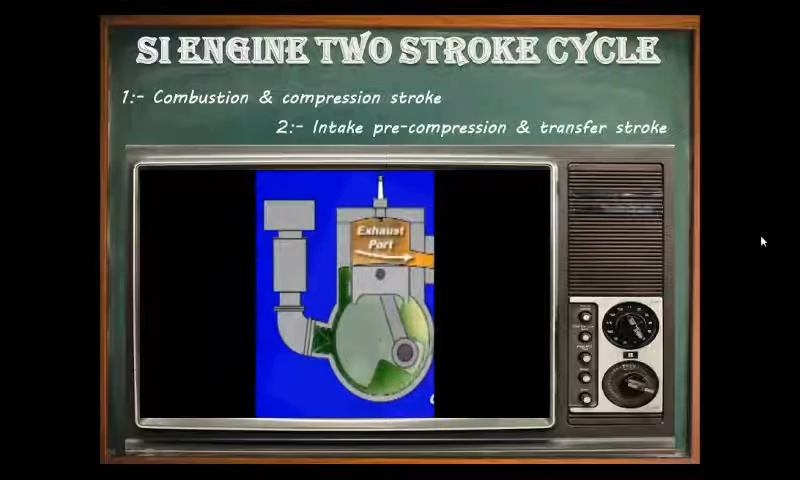 SI ENGINE TWO STROKE CYCLE
1:- Combustion & compression stroke
2:- Intake pre-compression & transfer stroke
Exhaust
Port